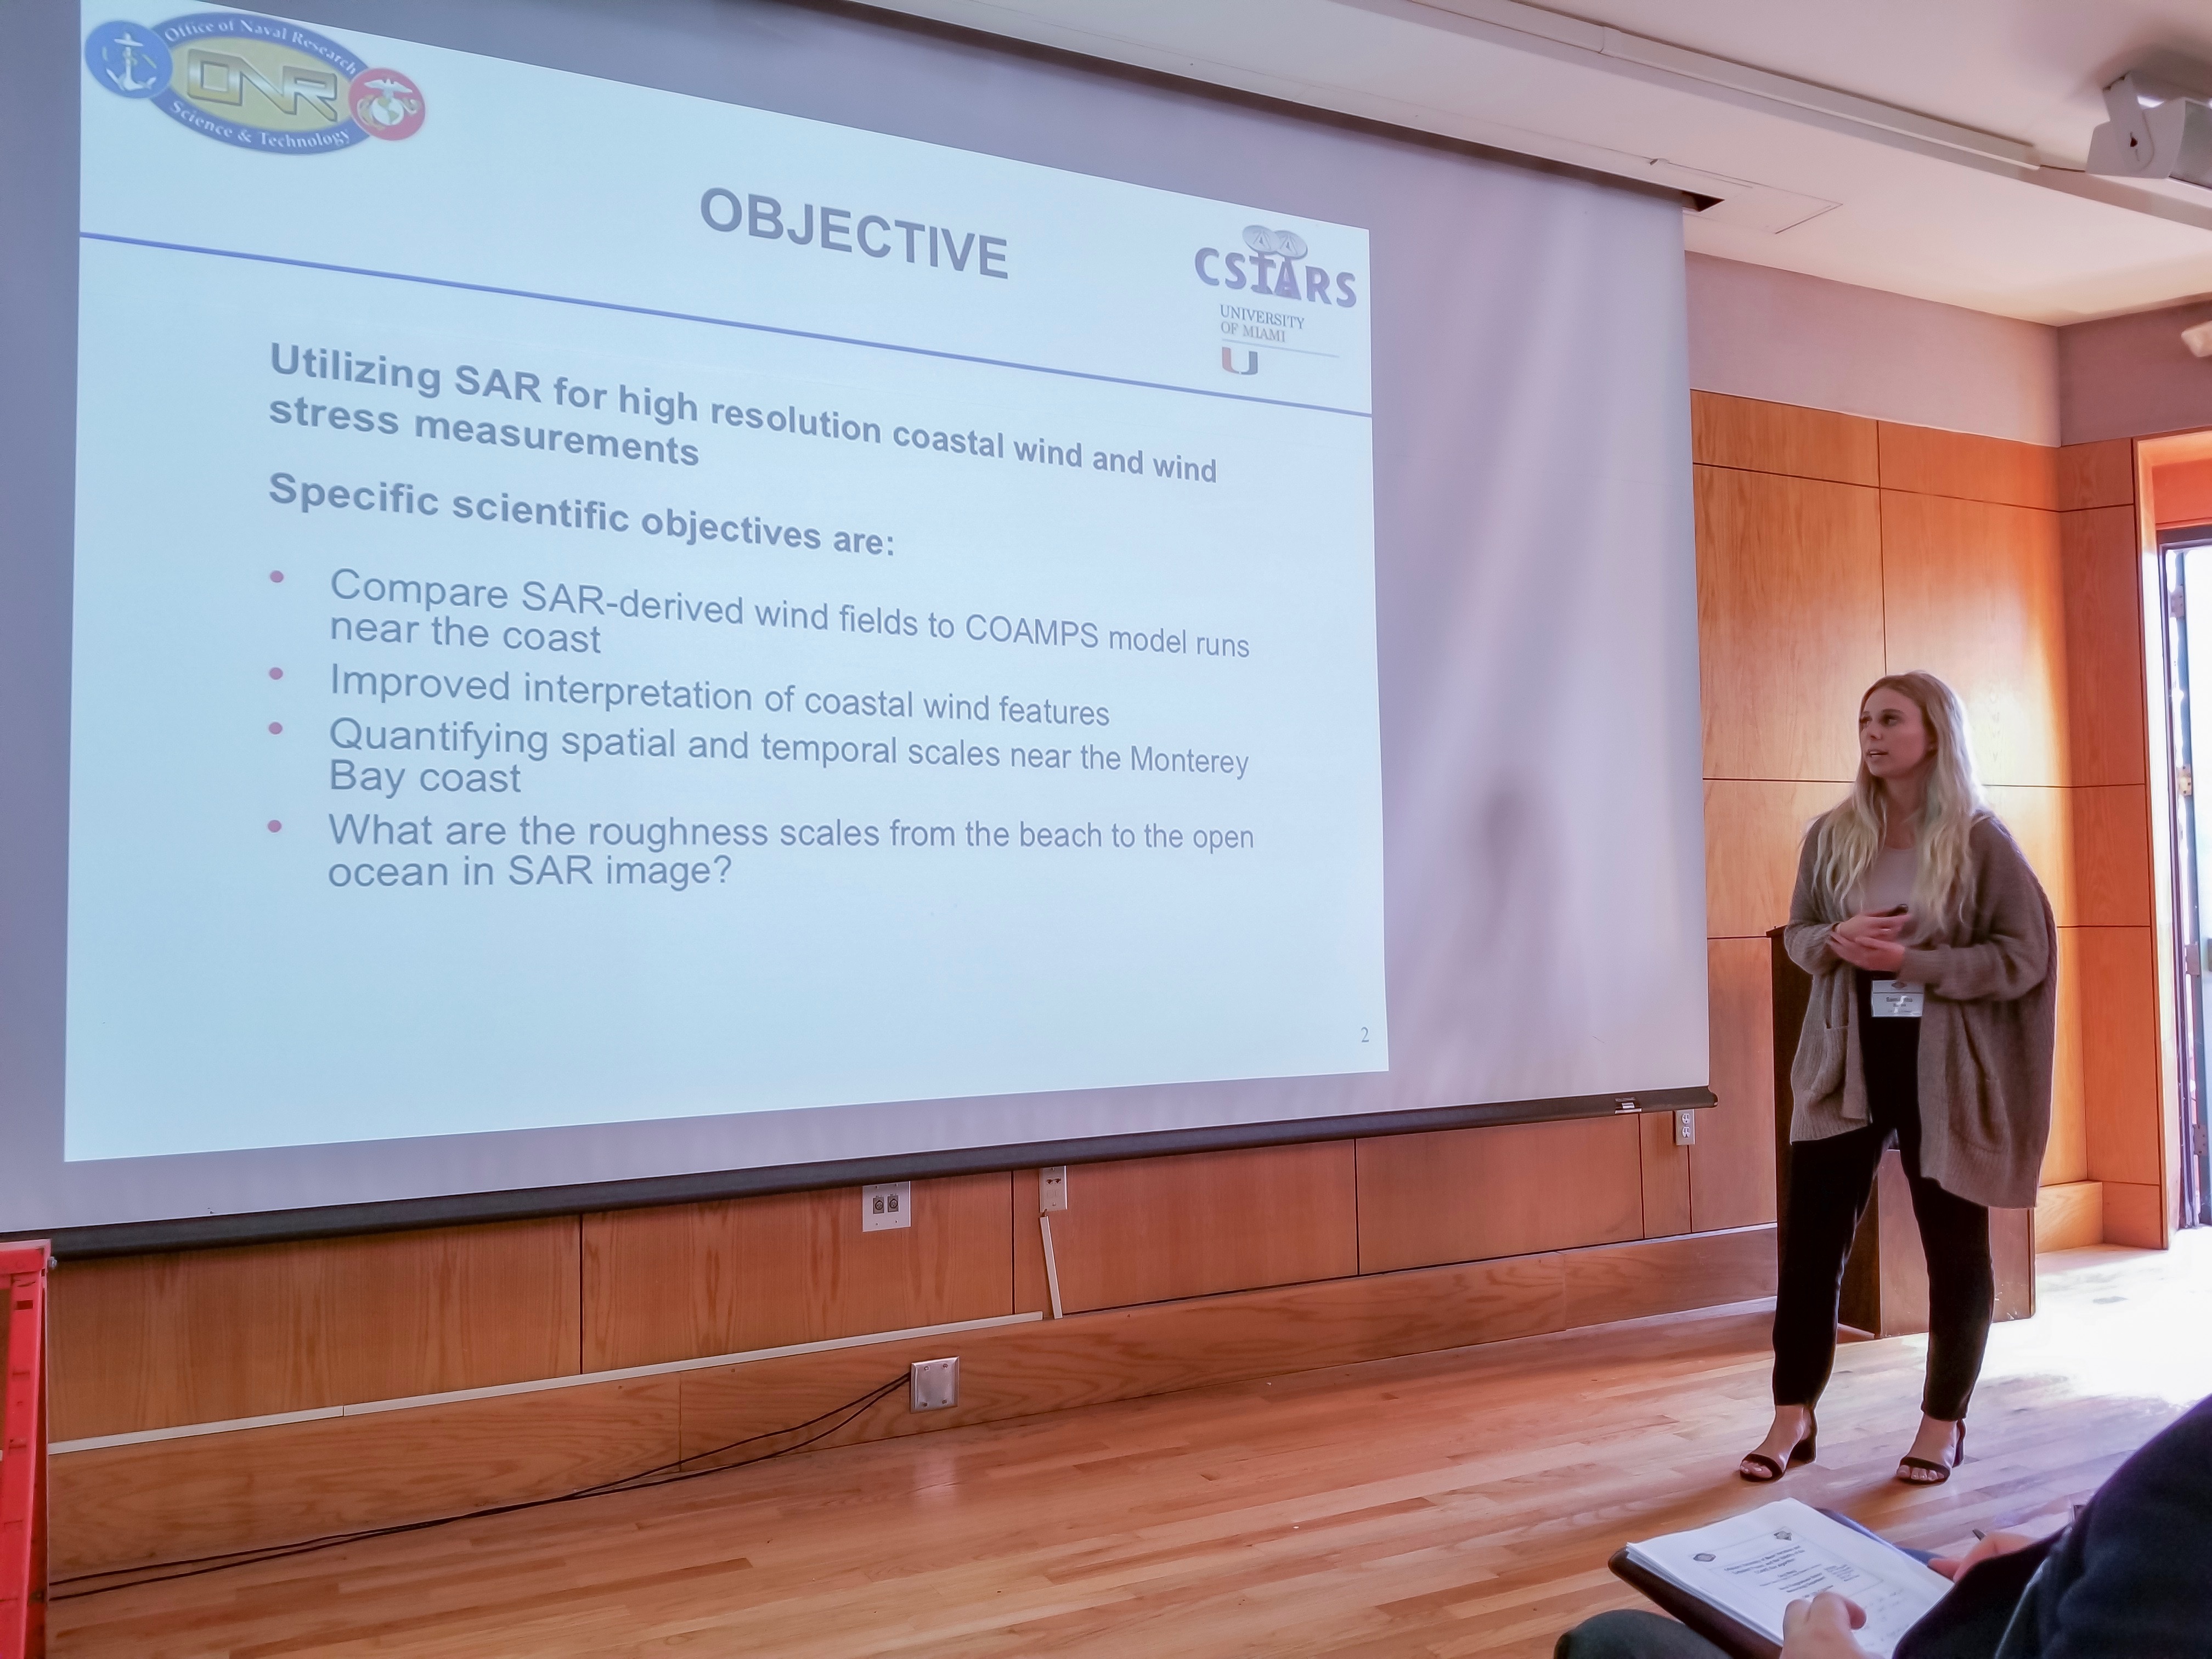 Office of Naval Research
ONR
Science & Technology
OBJECTIVE
CSTARS
UNIVERSITY
OF MIAMI
U
Utilizing SAR for high resolution coastal wind and wind
stress measurements
Specific scientific objectives are:
• Compare SAR-derived wind fields to COAMPS model runs
near the coast
• Improved interpretation of coastal wind features
• Quantifying spatial and temporal scales near the Monterey
Bay coast
• What are the roughness scales from the beach to the open
ocean in SAR image?
2